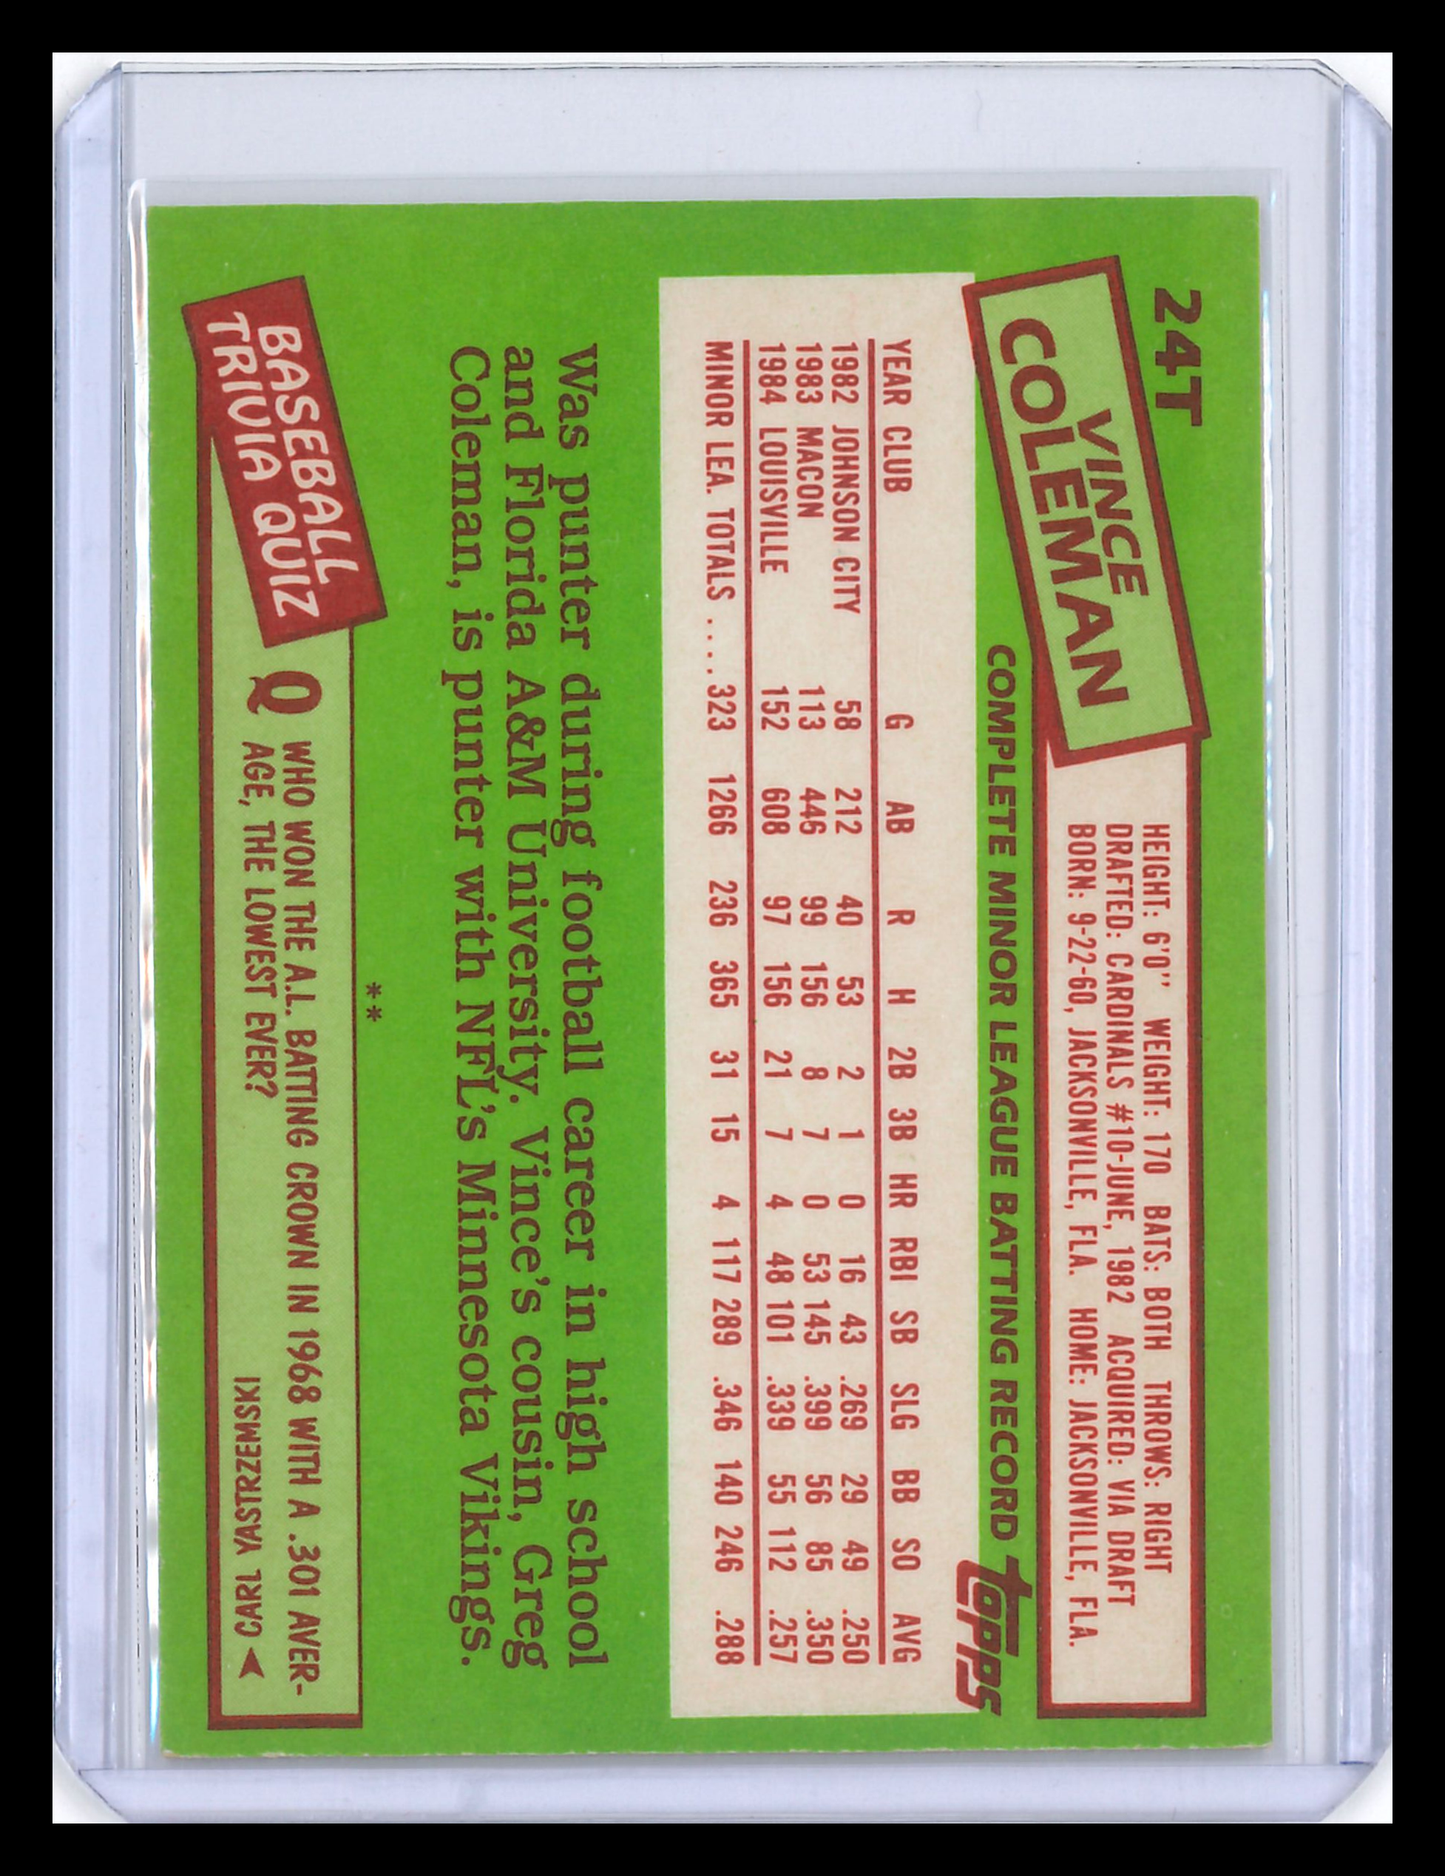 24T
VINCE
COLEMAN
HEIGHT: 6'0" WEIGHT: 170 BATS: BOTH THROWS: RIGHT
DRAFTED: CARDINALS #10-JUNE, 1982 ACQUIRED: VIA DRAFT
BORN: 9-22-60, JACKSONVILLE, FLA. HOME: JACKSONVILLE, FLA.
COMPLETE MINOR LEAGUE BATTING RECORD
topps
YEAR CLUB G AB R H 2B 3B HR RBI SB SLG BB SO AVG
1982 JOHNSON CITY 58 212 40 53 2 1 0 16 43 .269 29 49 .250
1983 MACON 113 446 99 156 8 7 0 53 145 .399 56 85 .350
1984 LOUISVILLE 152 608 97 156 21 7 4 48 101 .339 55 112 .257
MINOR LEA. TOTALS .... 323 1266 236 365 31 15 4 117 289 .346 140 246 .288
Was punter during football career in high school
and Florida A&M University. Vince's cousin, Greg
Coleman, is punter with NFL's Minnesota Vikings.
**
BASEBALL
TRIVIA QUIZ
Q WHO WON THE A.L. BATTING CROWN IN 1968 WITH A .301 AVER-
AGE, THE LOWEST EVER?
CARL YASTRZEMSKI